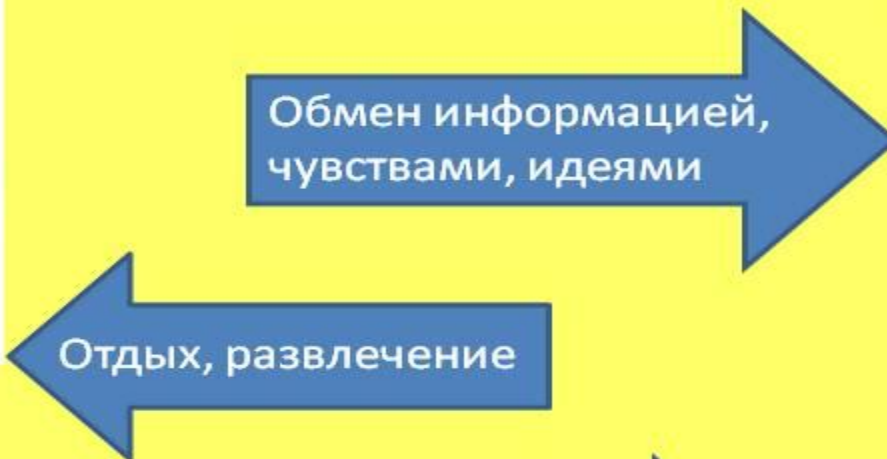 Обмен информацией,
чувствами, идеями
Отдых, развлечение